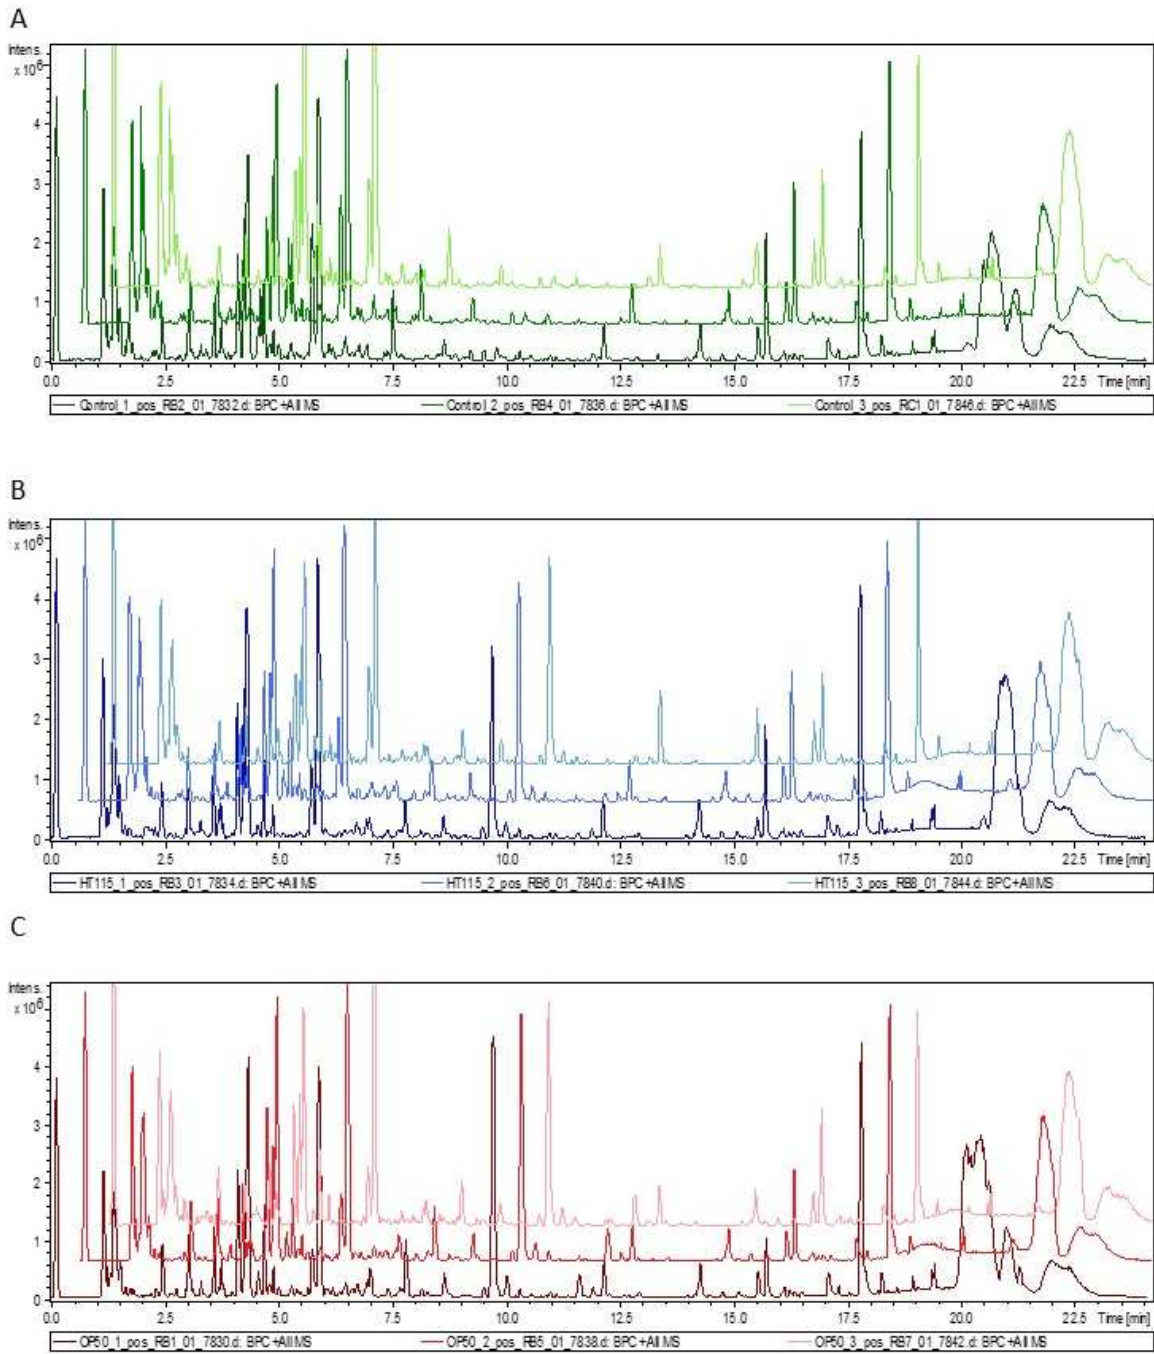 A
Intens.
x10⁶
4
3
2
1
0
0.0 2.5 5.0 7.5 10.0 12.5 15.0 17.5 20.0 22.5 Time [min]
Control_1_pos_RB2_01_7832.d: BPC +All MS Control_2_pos_RB4_01_7836.d: BPC +All MS Control_3_pos_RC1_01_7846.d: BPC +All MS
B
Intens.
x10⁶
4
3
2
1
0
0.0 2.5 5.0 7.5 10.0 12.5 15.0 17.5 20.0 22.5 Time [min]
HT115_1_pos_RB3_01_7834.d: BPC +All MS HT115_2_pos_RB6_01_7840.d: BPC +All MS HT115_3_pos_RB8_01_7844.d: BPC +All MS
C
Intens.
x10⁶
4
3
2
1
0
0.0 2.5 5.0 7.5 10.0 12.5 15.0 17.5 20.0 22.5 Time [min]
OP50_1_pos_RB1_01_7830.d: BPC +All MS OP50_2_pos_RB5_01_7838.d: BPC +All MS OP50_3_pos_RB7_01_7842.d: BPC +All MS